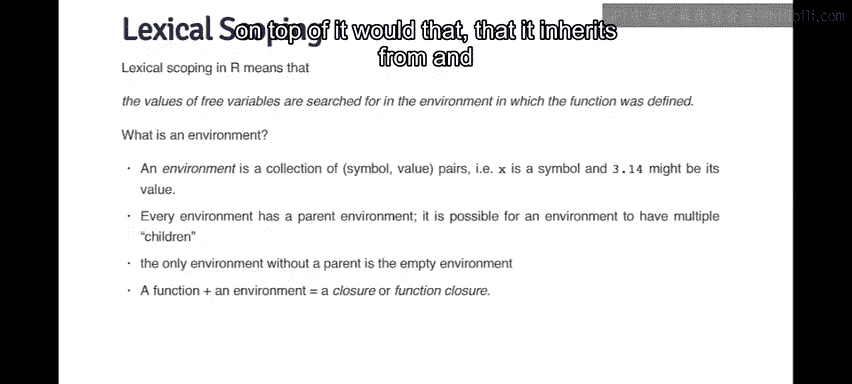 Lexical Scoping
on top of it would that, that it inherits
from and
Lexical scoping in R means that
the values of free variables are searched for in the environment in which the function was defined.
What is an environment?
· An environment is a collection of (symbol, value) pairs, i.e. x is a symbol and 3.14 might be its
value.
· Every environment has a parent environment; it is possible for an environment to have multiple
“children”
· the only environment without a parent is the empty environment
· A function + an environment = a closure or function closure.